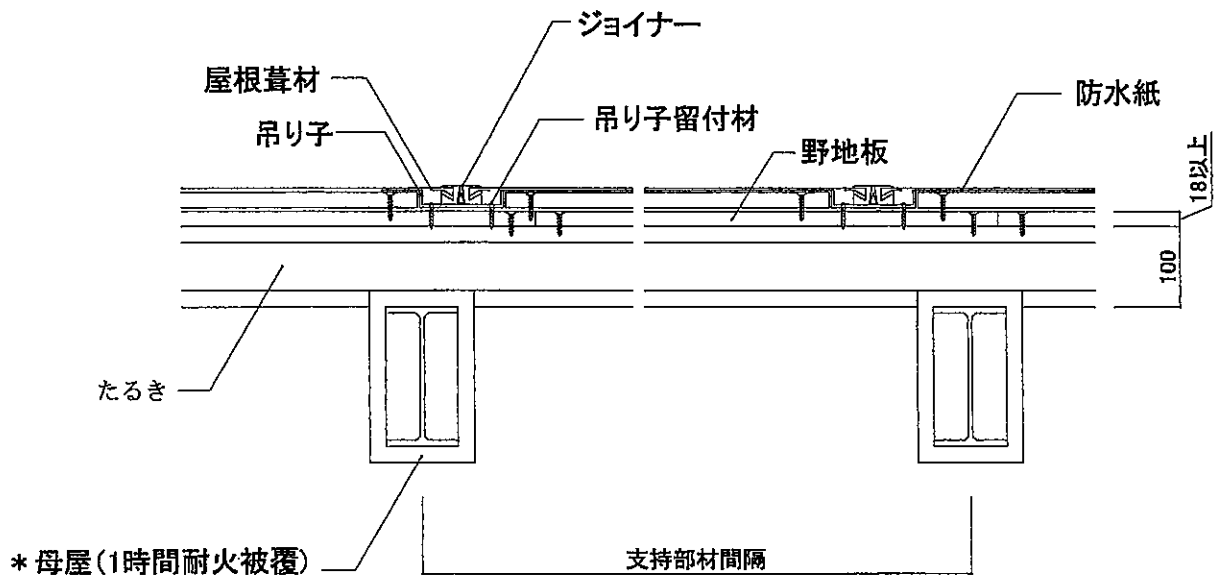 ジョイナー
屋根葺材
防水紙
吊り子留付材
吊り子
野地板
18以上
100
たるき
＊母屋(1時間耐火被覆)
支持部材間隔